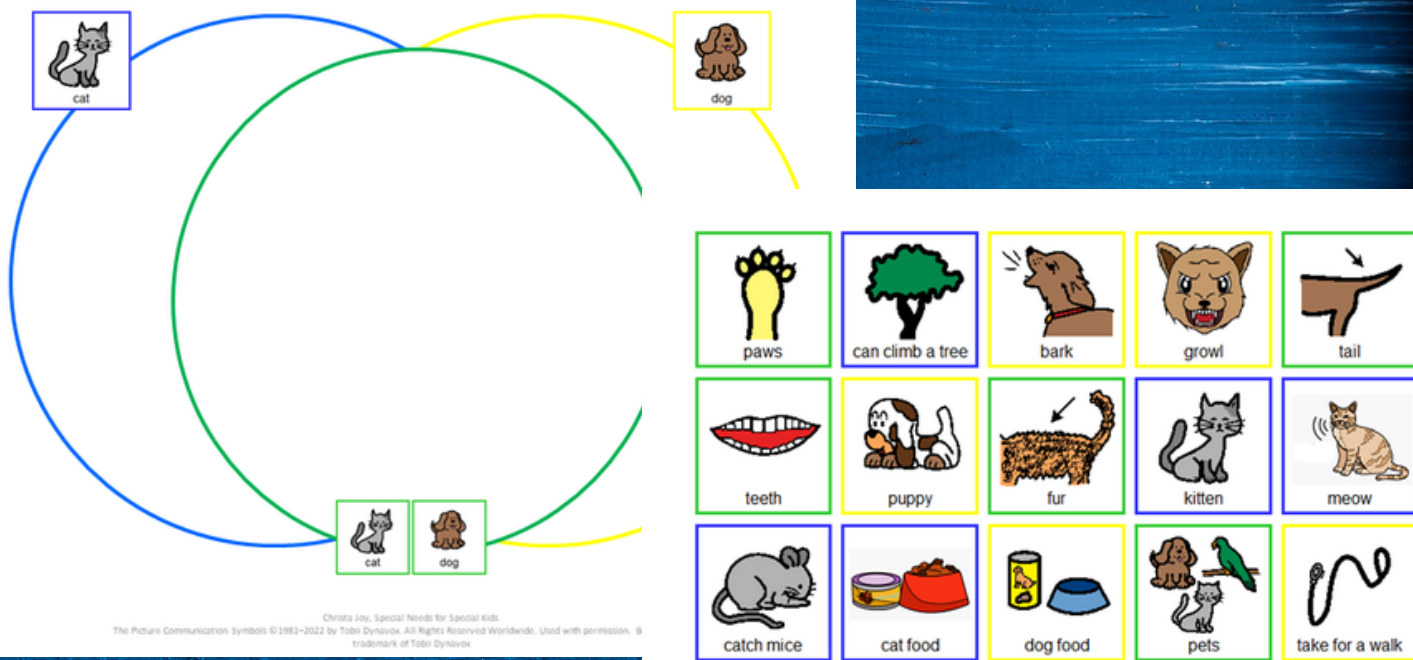 cat
dog
paws
can climb a tree
bark
growl
tail
teeth
puppy
fur
kitten
meow
cat
dog
catch mice
cat food
dog food
pets
take for a walk
Christa Joy, Special Needs for Special Kids
The Picture Communication Symbols ©1981–2022 by Tobii Dynavox. All Rights Reserved Worldwide. Used with permission.
trademark of Tobii Dynavox